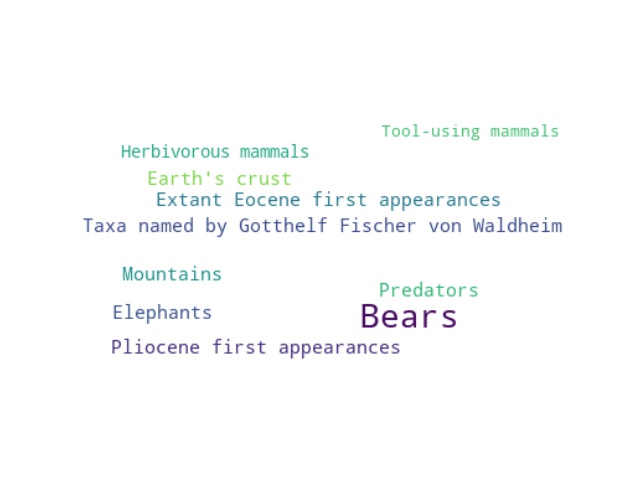 Tool-using mammals
Herbivorous mammals
Earth's crust
Extant Eocene first appearances
Taxa named by Gotthelf Fischer von Waldheim
Mountains
Predators
Elephants
Bears
Pliocene first appearances